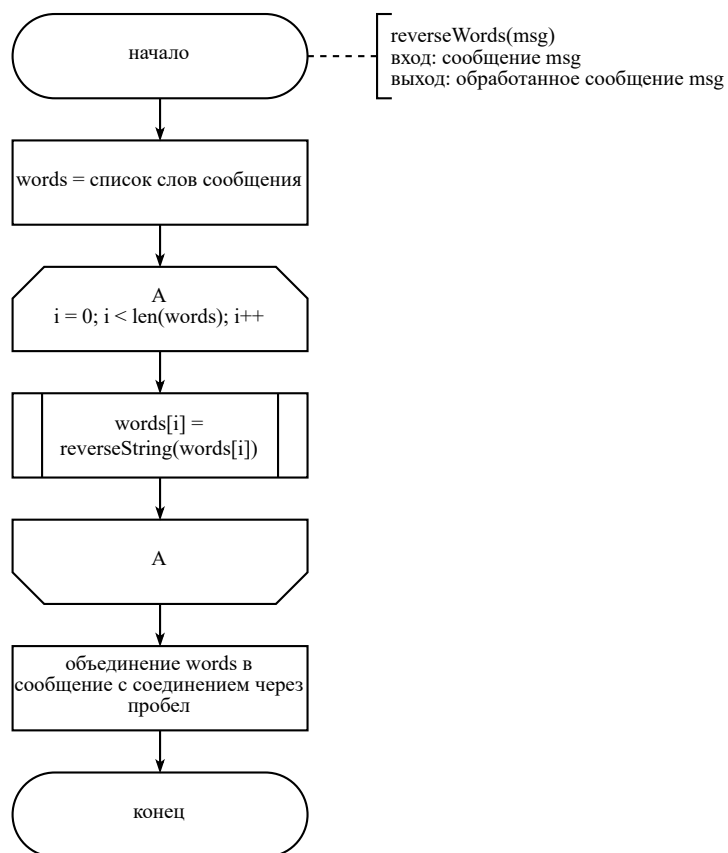 начало
reverseWords(msg)
вход: сообщение msg
выход: обработанное сообщение msg
words = список слов сообщения
A
i = 0; i < len(words); i++
words[i] =
reverseString(words[i])
A
объединение words в
сообщение с соединением через
пробел
конец